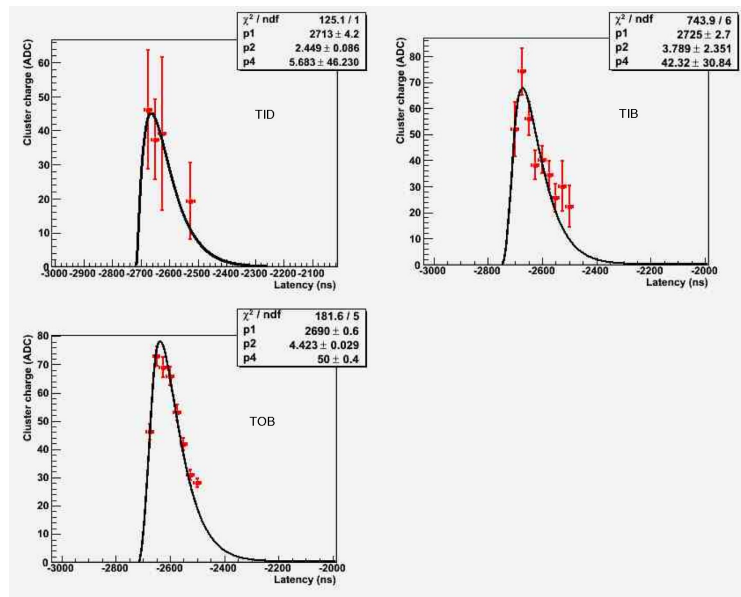 χ² / ndf 125.1 / 1
p1 2713 ± 4.2
p2 2.449 ± 0.086
p4 5.683 ± 46.230
Cluster charge (ADC)
60
50
40
30
20
10
0
TID
-3000 -2900 -2800 -2700 -2600 -2500 -2400 -2300 -2200 -2100
Latency (ns)
χ² / ndf 743.9 / 6
p1 2725 ± 2.7
p2 3.789 ± 2.351
p4 42.32 ± 30.84
Cluster charge (ADC)
80
70
60
50
40
30
20
10
0
TIB
-3000 -2800 -2600 -2400 -2200 -2000
Latency (ns)
χ² / ndf 181.6 / 5
p1 2690 ± 0.6
p2 4.423 ± 0.029
p4 50 ± 0.4
Cluster charge (ADC)
80
70
60
50
40
30
20
10
0
TOB
-3000 -2800 -2600 -2400 -2200 -2000
Latency (ns)